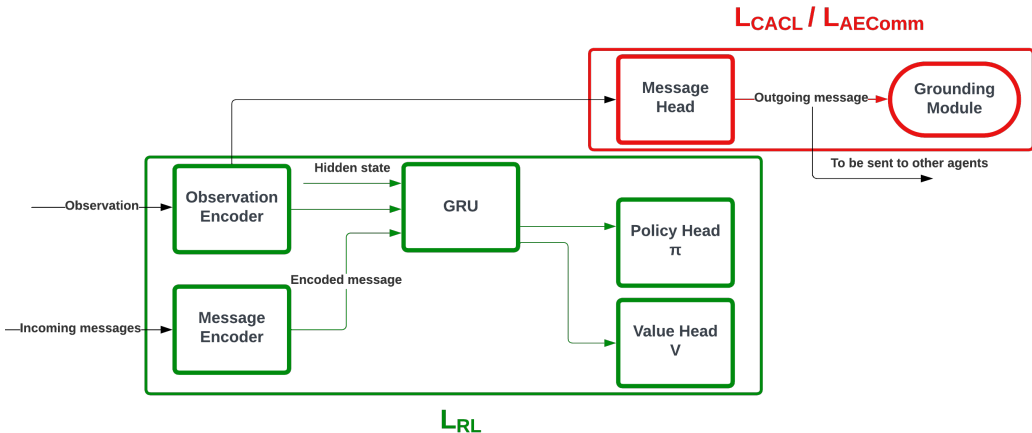 L_CACL / L_AEComm
Message
Head
Outgoing message
Grounding
Module
To be sent to other agents
Hidden state
Observation
Observation
Encoder
GRU
Policy Head
π
Encoded message
Incoming messages
Message
Encoder
Value Head
V
L_RL